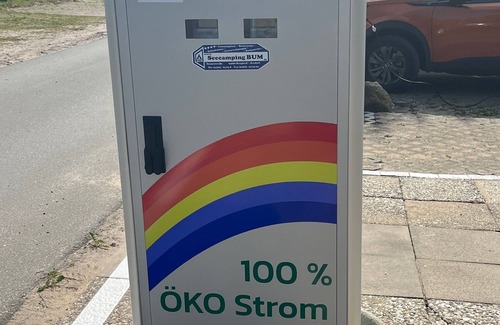 Seecamping BUM
100 %
ÖKO Strom